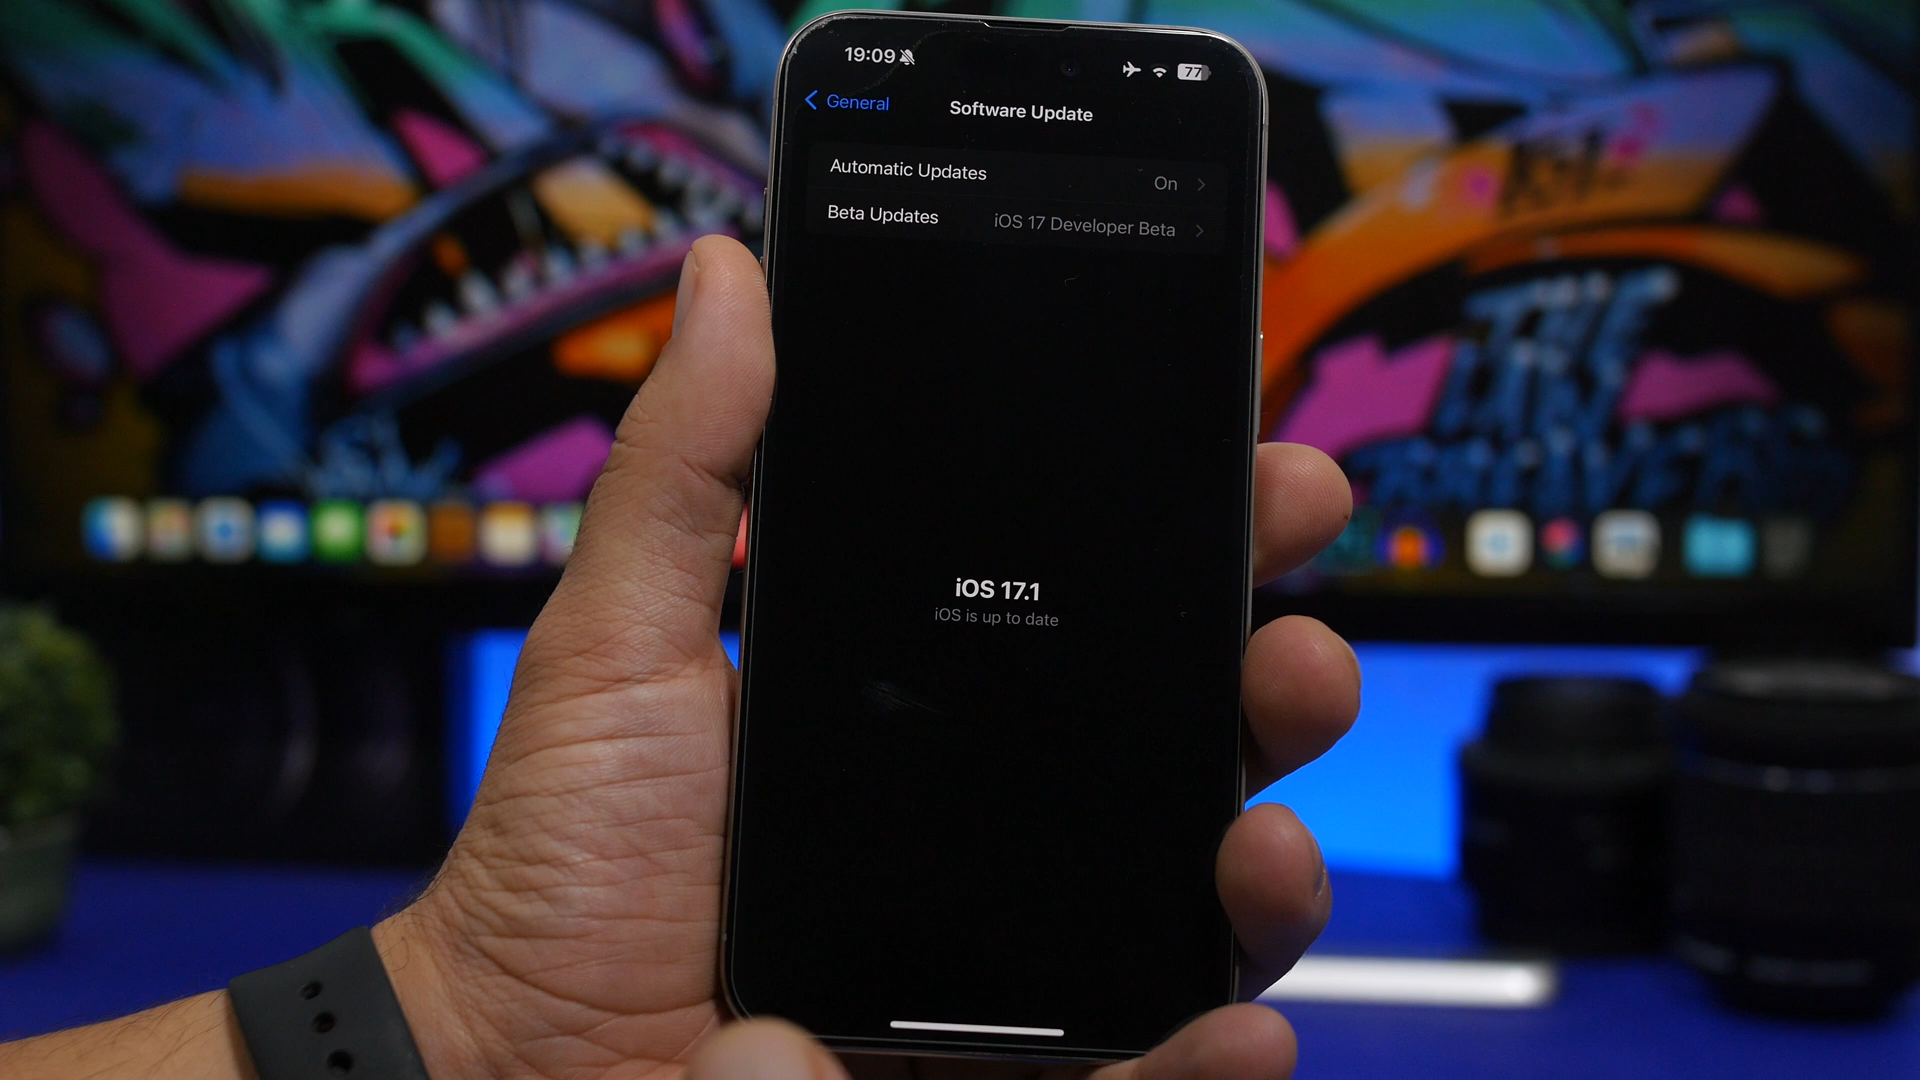 19:09
77
General
Software Update
Automatic Updates On
Beta Updates iOS 17 Developer Beta
iOS 17.1
iOS is up to date
THE